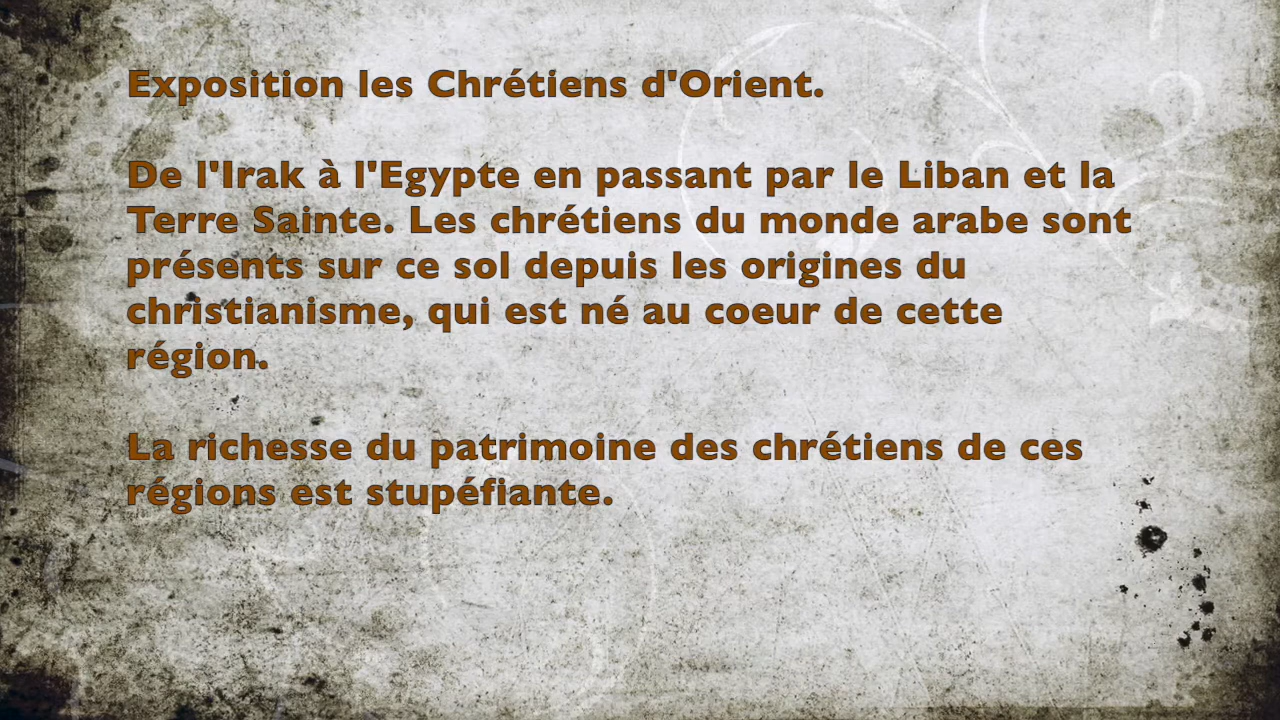 Exposition les Chrétiens d'Orient.
De l'Irak à l'Egypte en passant par le Liban et la
Terre Sainte. Les chrétiens du monde arabe sont
présents sur ce sol depuis les origines du
christianisme, qui est né au coeur de cette
région.
La richesse du patrimoine des chrétiens de ces
régions est stupéfiante.